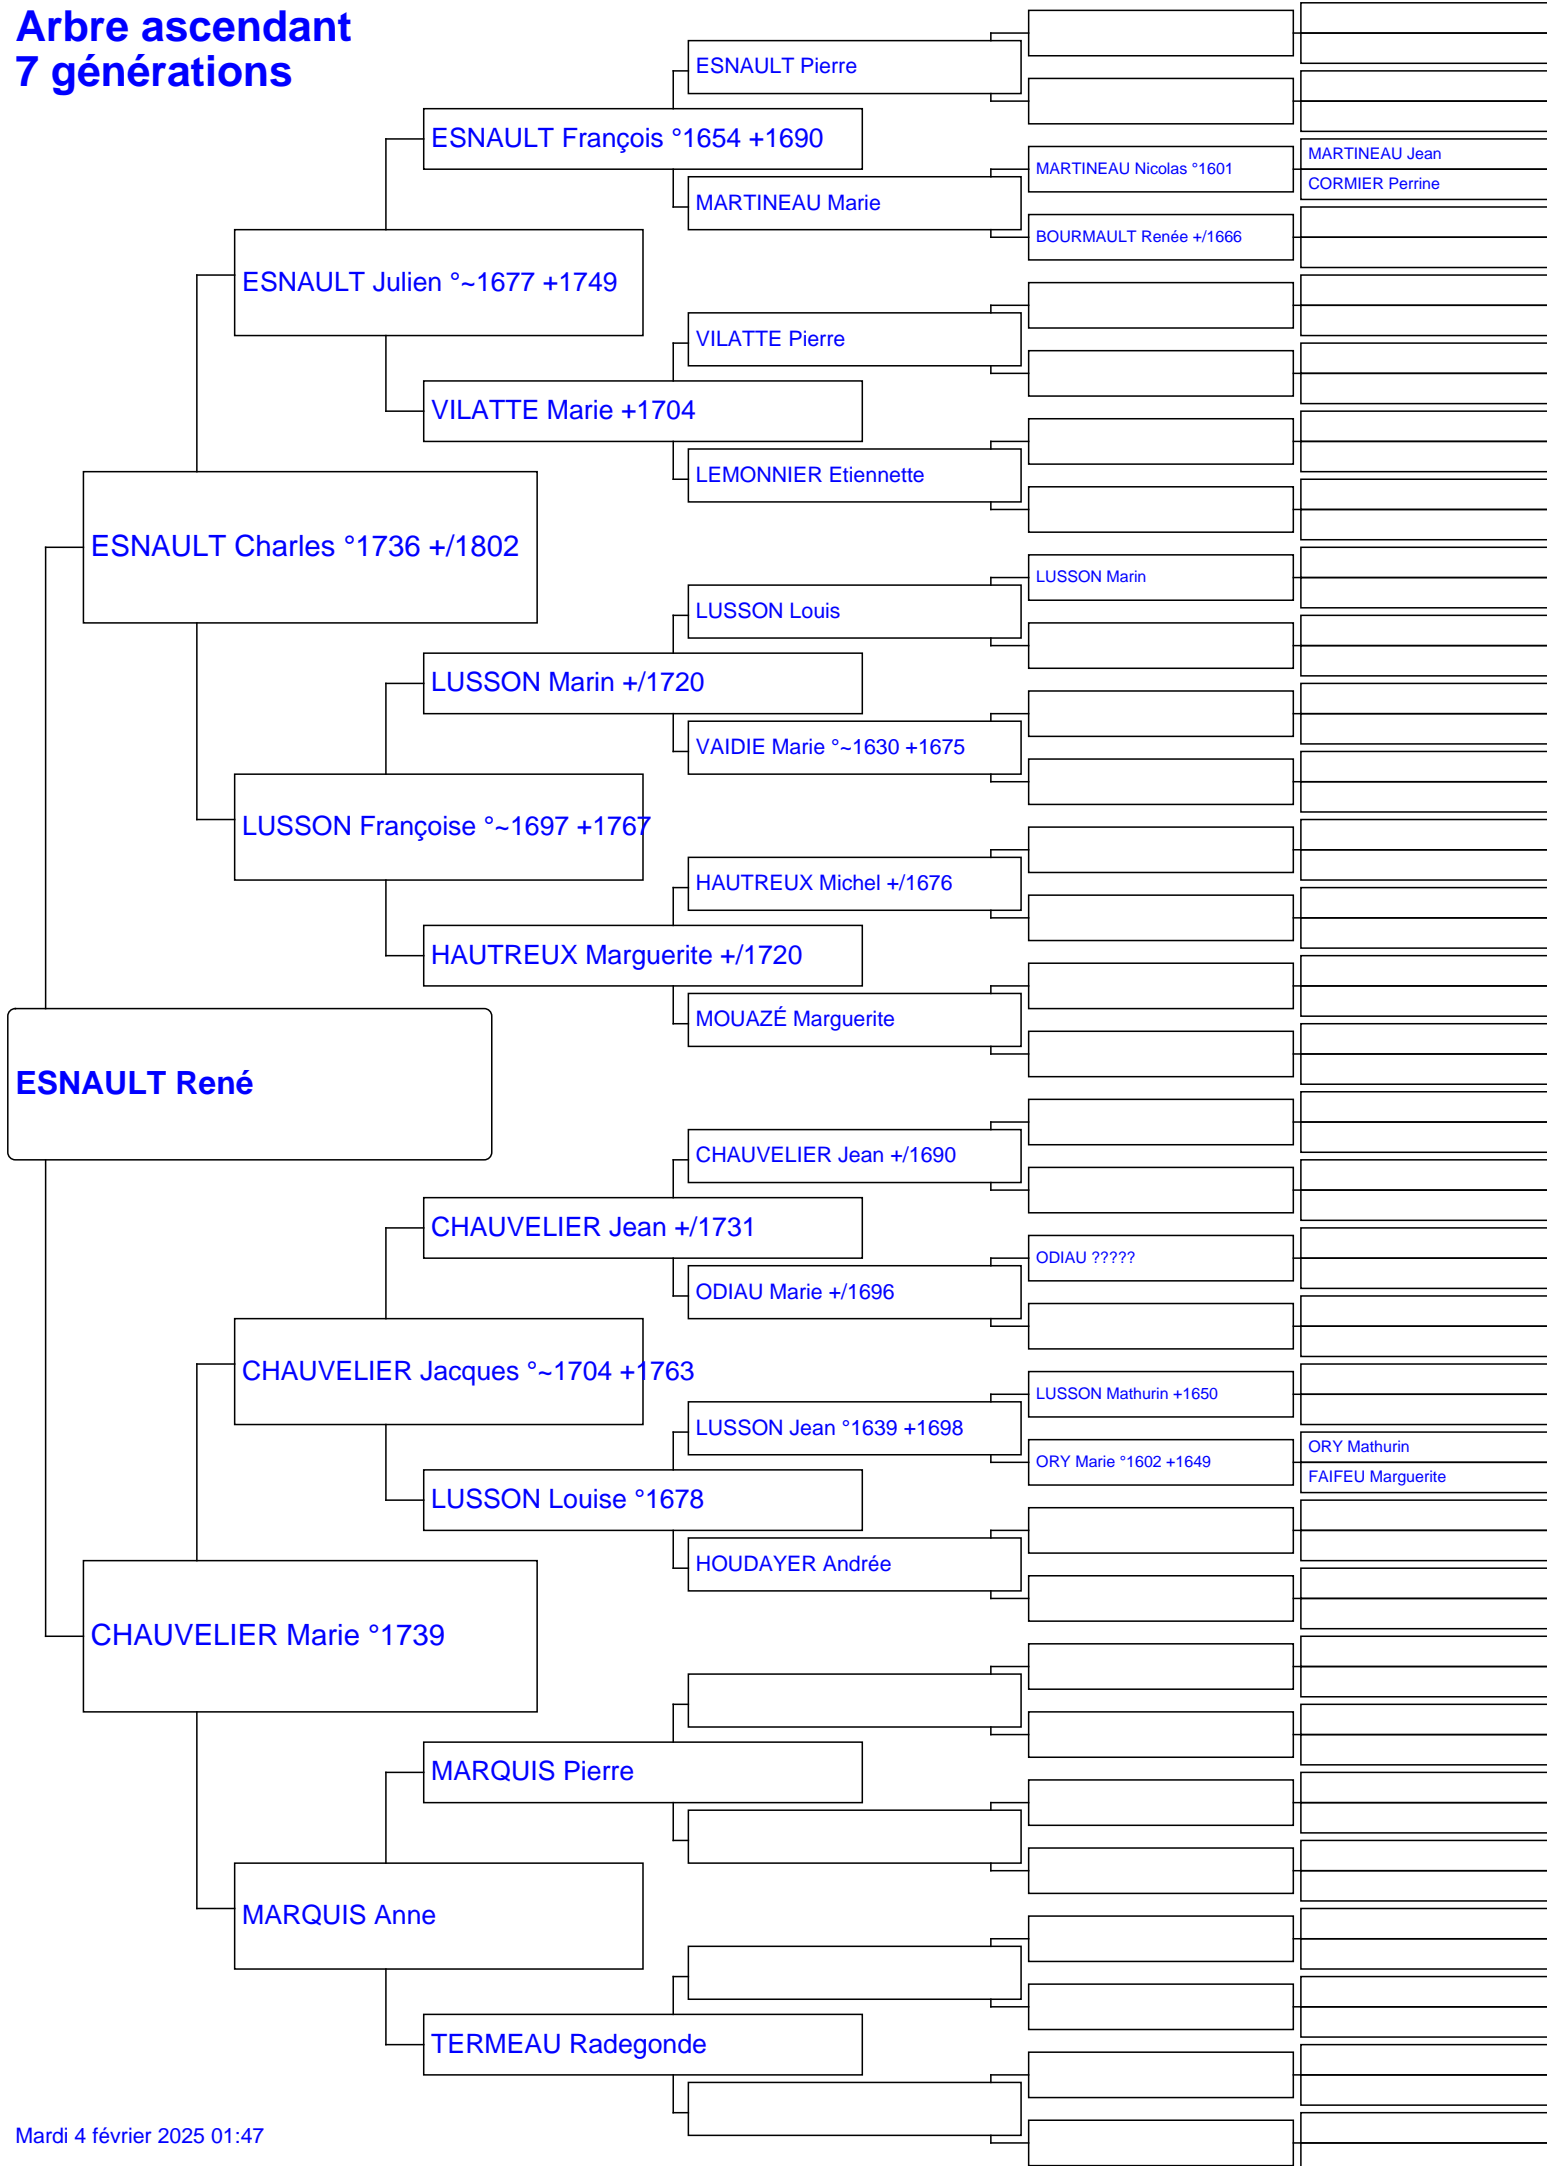 Arbre ascendant
7 générations
ESNAULT Pierre
ESNAULT François °1654 +1690
MARTINEAU Nicolas °1601
MARTINEAU Jean
CORMIER Perrine
MARTINEAU Marie
BOURMAULT Renée +/1666
ESNAULT Julien °~1677 +1749
VILATTE Pierre
VILATTE Marie +1704
LEMONNIER Etiennette
ESNAULT Charles °1736 +/1802
LUSSON Marin
LUSSON Louis
LUSSON Marin +/1720
VAIDIE Marie °~1630 +1675
LUSSON Françoise °~1697 +1767
HAUTREUX Michel +/1676
HAUTREUX Marguerite +/1720
MOUAZÉ Marguerite
ESNAULT René
CHAUVELIER Jean +/1690
CHAUVELIER Jean +/1731
ODIAU ?????
ODIAU Marie +/1696
CHAUVELIER Jacques °~1704 +1763
LUSSON Mathurin +1650
LUSSON Jean °1639 +1698
ORY Marie °1602 +1649
ORY Mathurin
FAIFEU Marguerite
LUSSON Louise °1678
HOUDAYER Andrée
CHAUVELIER Marie °1739
MARQUIS Pierre
MARQUIS Anne
TERMEAU Radegonde
Mardi 4 février 2025 01:47